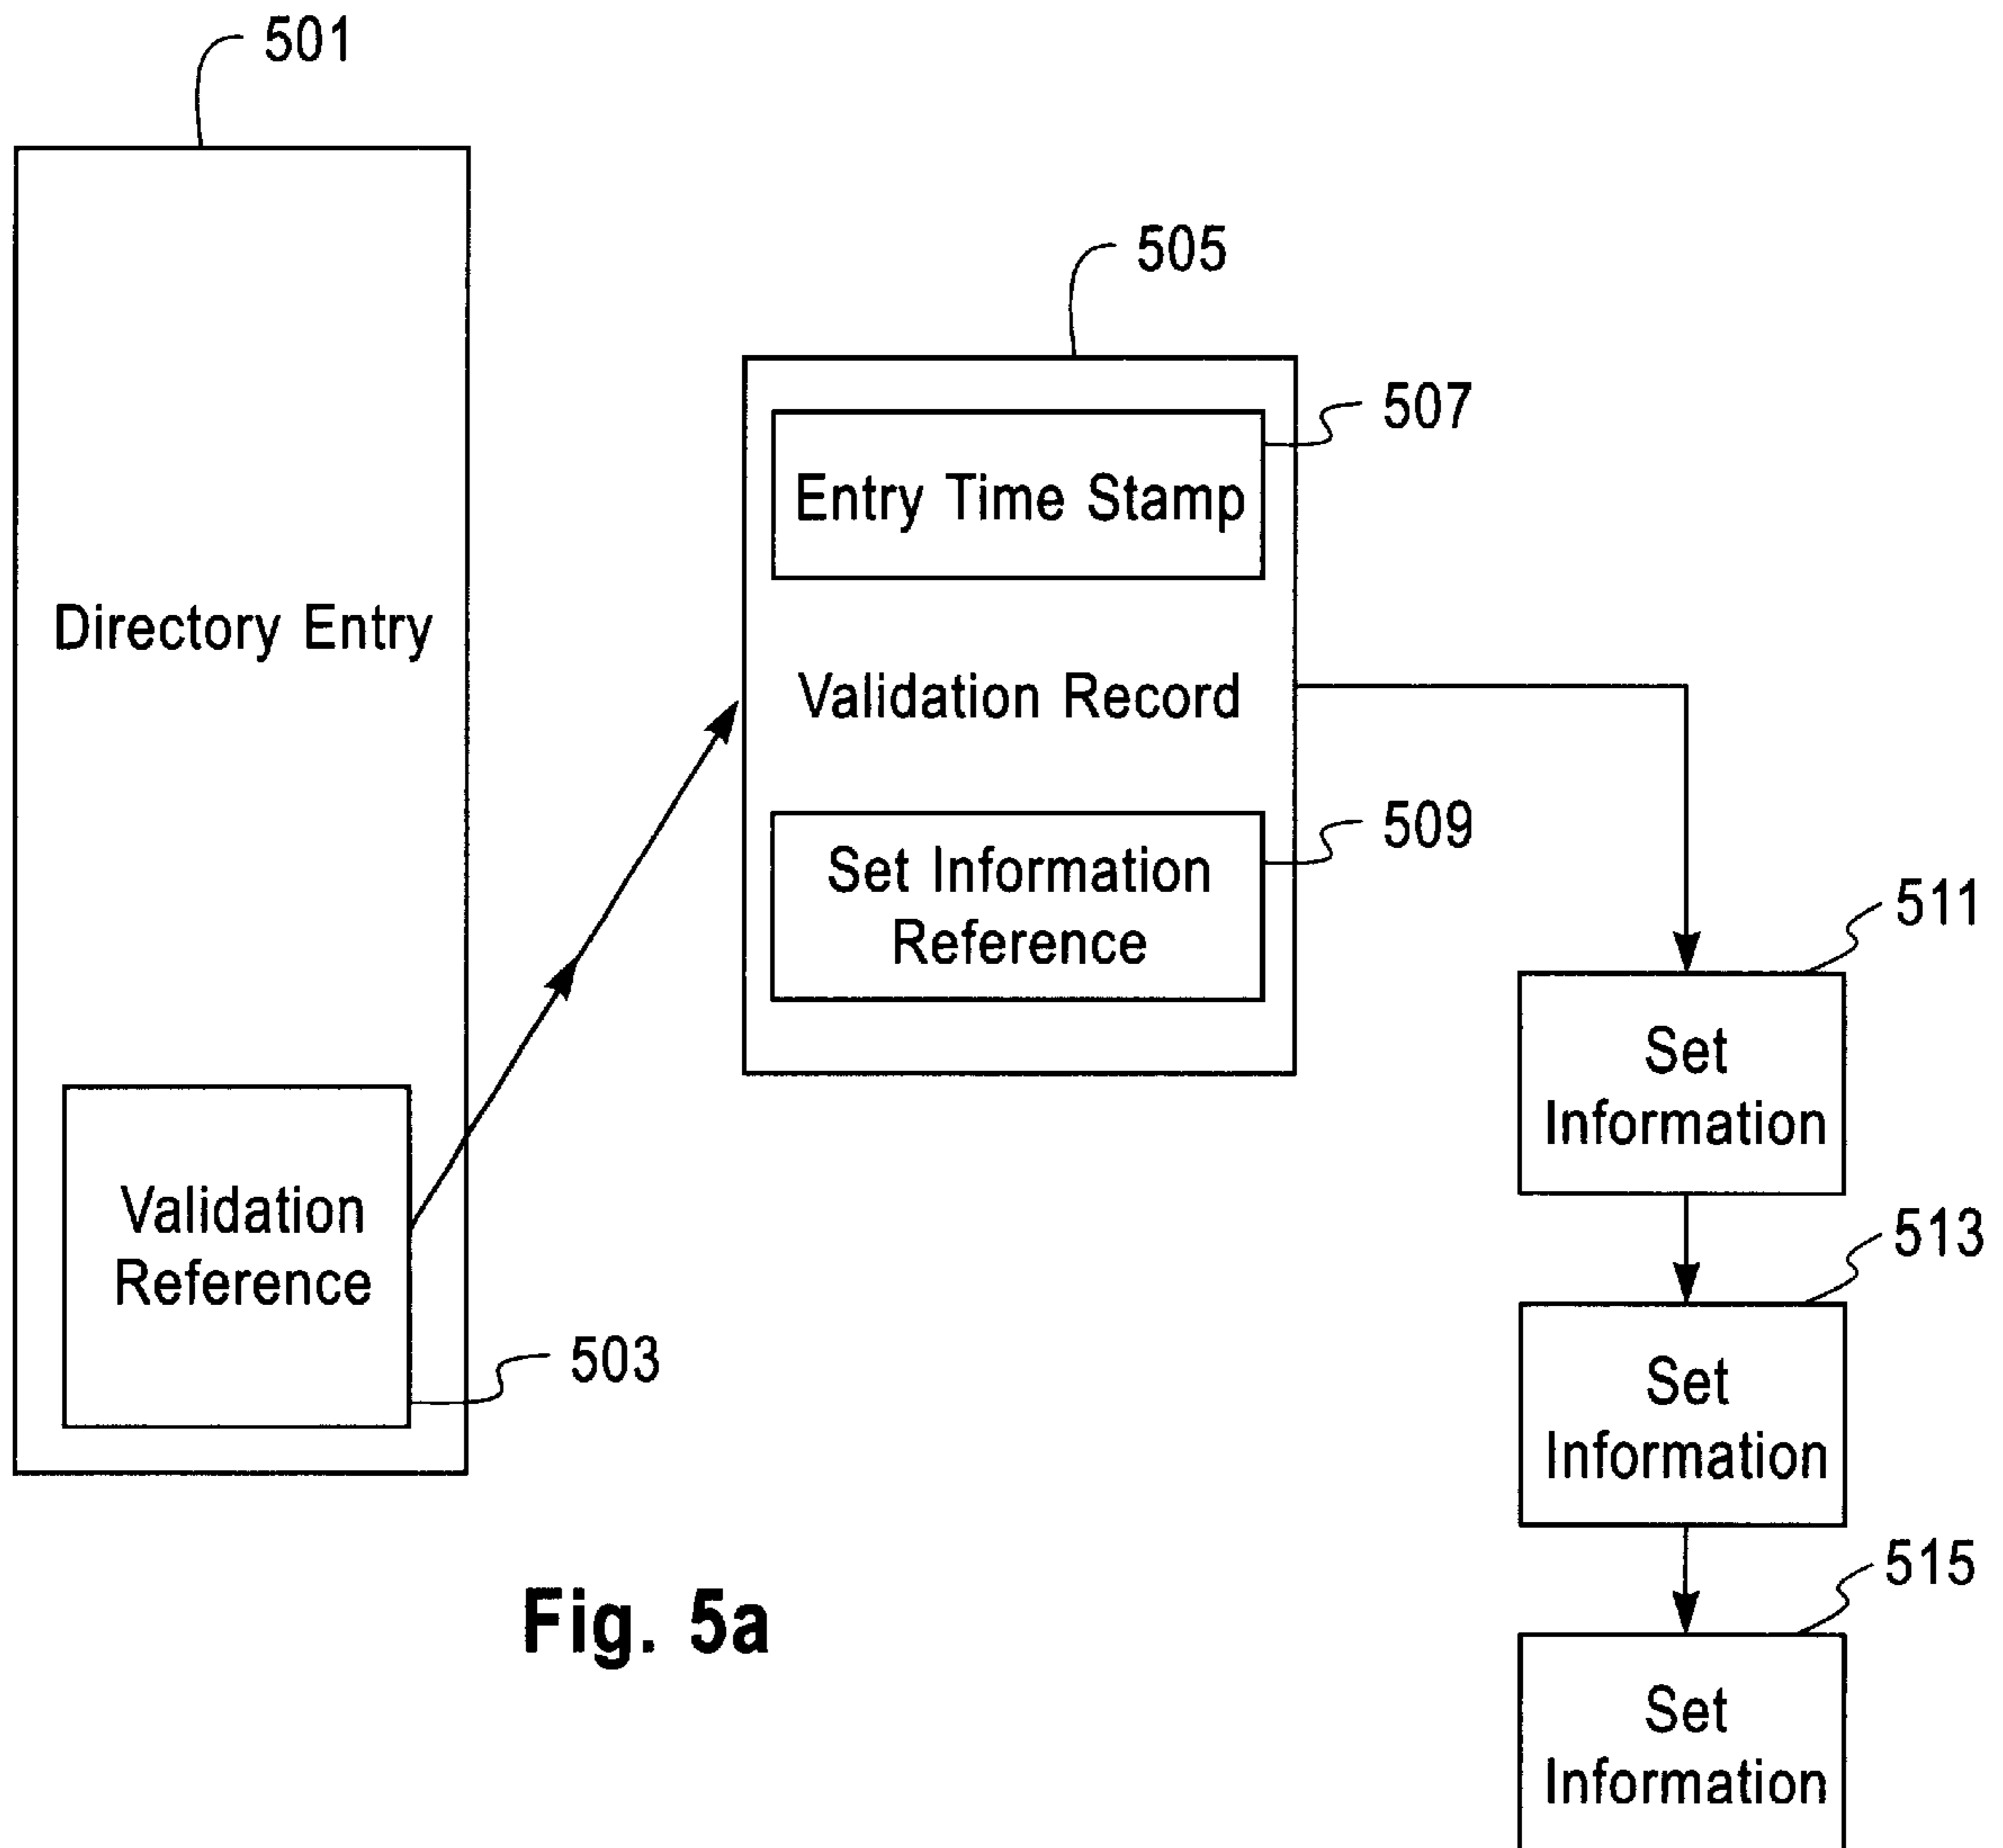 501
505
507
Entry Time Stamp
Directory Entry
Validation Record
509
Set Information
Reference
511
Set
Information
Validation
Reference
513
503
Set
Information
515
Fig. 5a
Set
Information